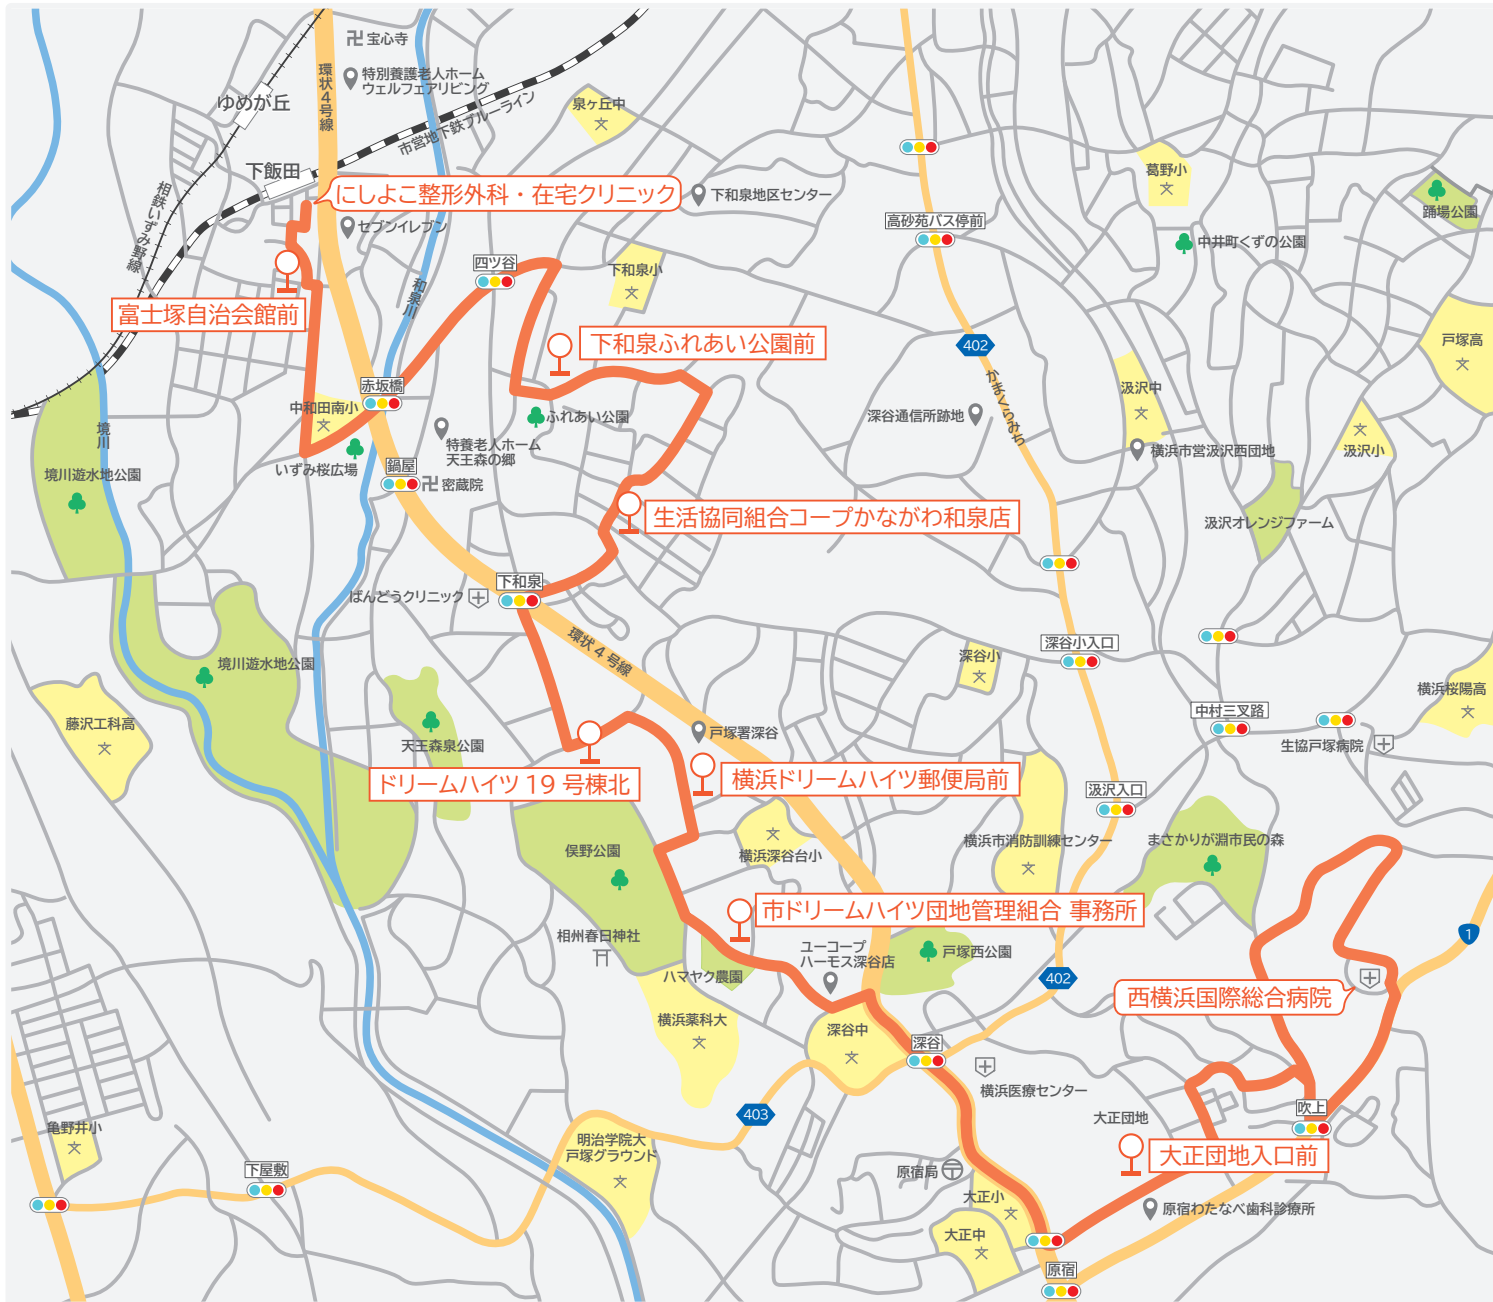 宝心寺
特別養護老人ホーム
ウェルフェアリビング
環状4号線
ゆめが丘
泉ヶ丘中
市営地下鉄ブルーライン
下飯田
葛野小
にしよこ整形外科・在宅クリニック
下和泉地区センター
踊場公園
相鉄いずみ野線
セブンイレブン
高砂苑バス停前
中井町くずの公園
四ツ谷
下和泉小
和泉川
富士塚自治会館前
下和泉ふれあい公園前
402
戸塚高
かまくらみち
赤坂橋
汲沢中
中和田南小
ふれあい公園
深谷通信所跡地
境川
特養老人ホーム
天王森の郷
横浜市営汲沢西団地
汲沢小
いずみ桜広場
鍋屋
境川遊水地公園
密蔵院
生活協同組合コープかながわ和泉店
汲沢オレンジファーム
下和泉
ばんどうクリニック
環状4号線
深谷小入口
深谷小
境川遊水地公園
横浜桜陽高
中村三叉路
藤沢工科高
戸塚署深谷
天王森泉公園
生協戸塚病院
ドリームハイツ 19 号棟北
横浜ドリームハイツ郵便局前
汲沢入口
横浜市消防訓練センター
まさかりが淵市民の森
俣野公園
横浜深谷台小
市ドリームハイツ団地管理組合 事務所
相州春日神社
ユーコープ
ハーモス深谷店
戸塚西公園
1
ハマヤク農園
402
西横浜国際総合病院
横浜薬科大
深谷中
深谷
横浜医療センター
403
大正団地
吹上
亀野井小
明治学院大
戸塚グラウンド
大正団地入口前
下屋敷
原宿局
大正小
原宿わたなべ歯科診療所
大正中
原宿